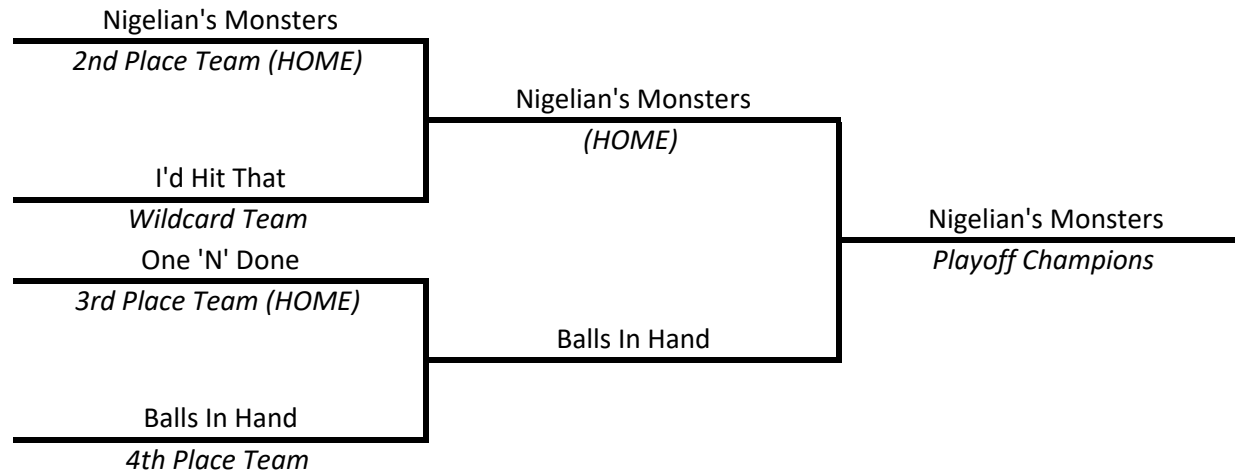 Nigelian's Monsters
2nd Place Team (HOME)
Nigelian's Monsters
(HOME)
I'd Hit That
Wildcard Team
Nigelian's Monsters
Playoff Champions
One 'N' Done
3rd Place Team (HOME)
Balls In Hand
Balls In Hand
4th Place Team